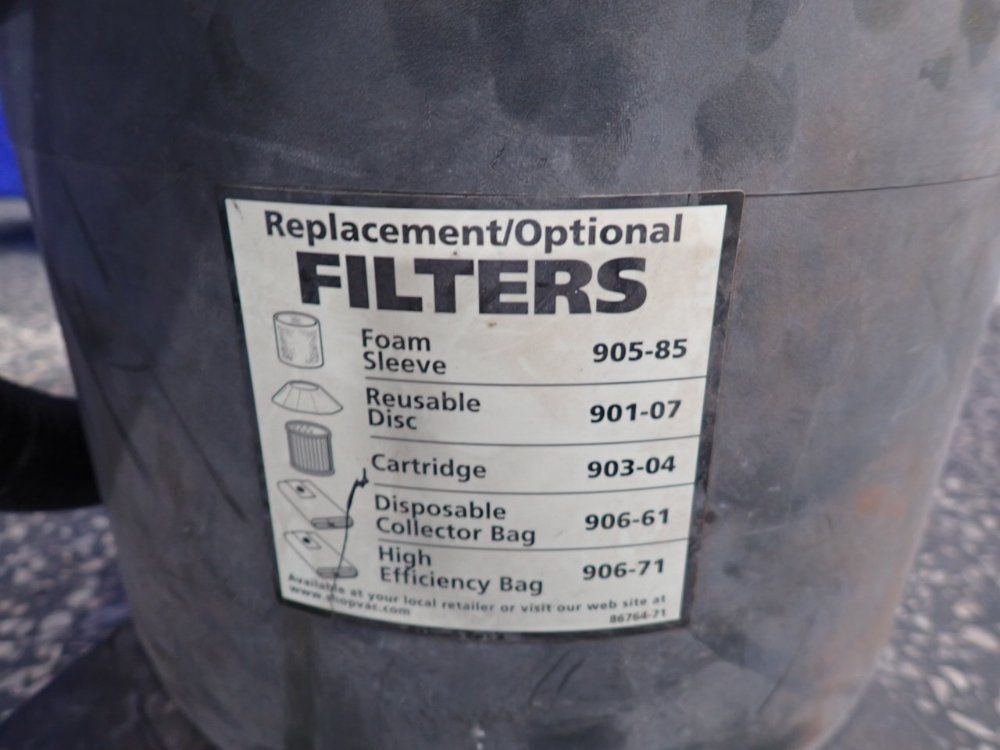 Replacement/Optional
FILTERS
Foam
Sleeve
905-85
Reusable
Disc
901-07
Cartridge
903-04
Disposable
Collector Bag
906-61
High
Efficiency Bag
906-71
Available at your local retailer or visit our web site at
www.shopvac.com
86764-71